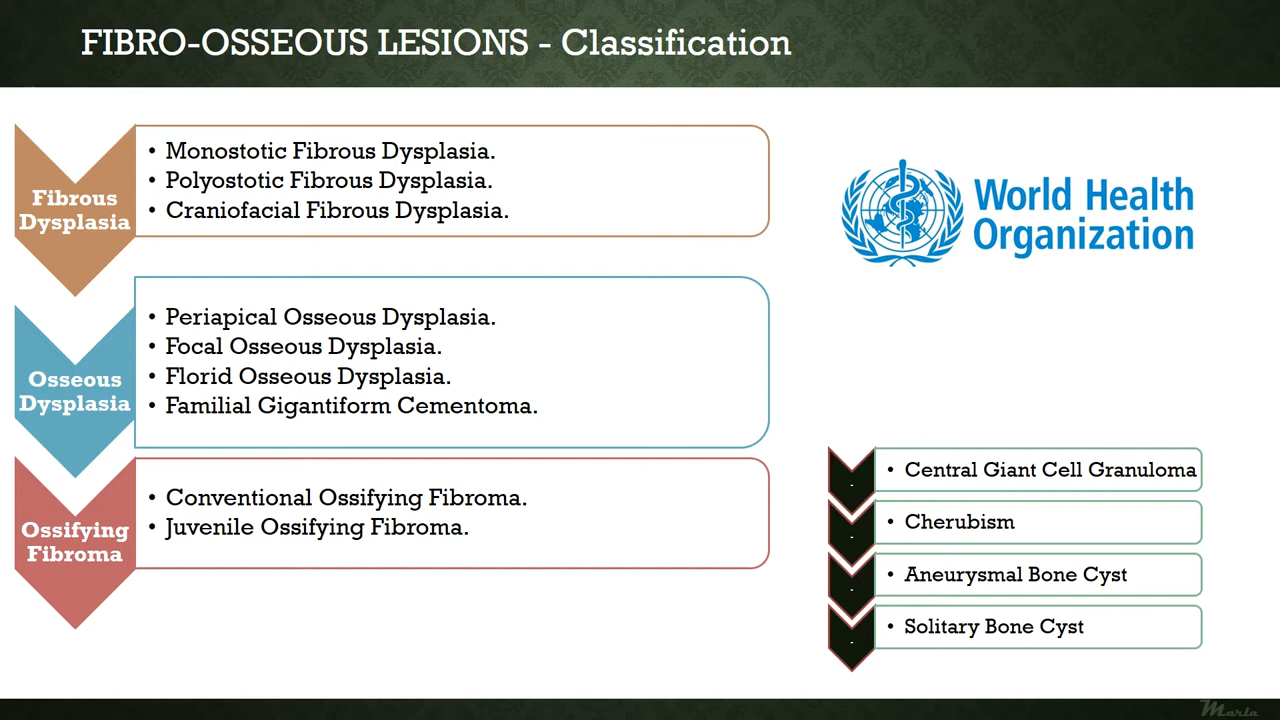 FIBRO-OSSEOUS LESIONS - Classification
Fibrous
Dysplasia
• Monostotic Fibrous Dysplasia.
• Polyostotic Fibrous Dysplasia.
• Craniofacial Fibrous Dysplasia.
Osseous
Dysplasia
• Periapical Osseous Dysplasia.
• Focal Osseous Dysplasia.
• Florid Osseous Dysplasia.
• Familial Gigantiform Cementoma.
Ossifying
Fibroma
• Conventional Ossifying Fibroma.
• Juvenile Ossifying Fibroma.
World Health
Organization
• Central Giant Cell Granuloma
• Cherubism
• Aneurysmal Bone Cyst
• Solitary Bone Cyst